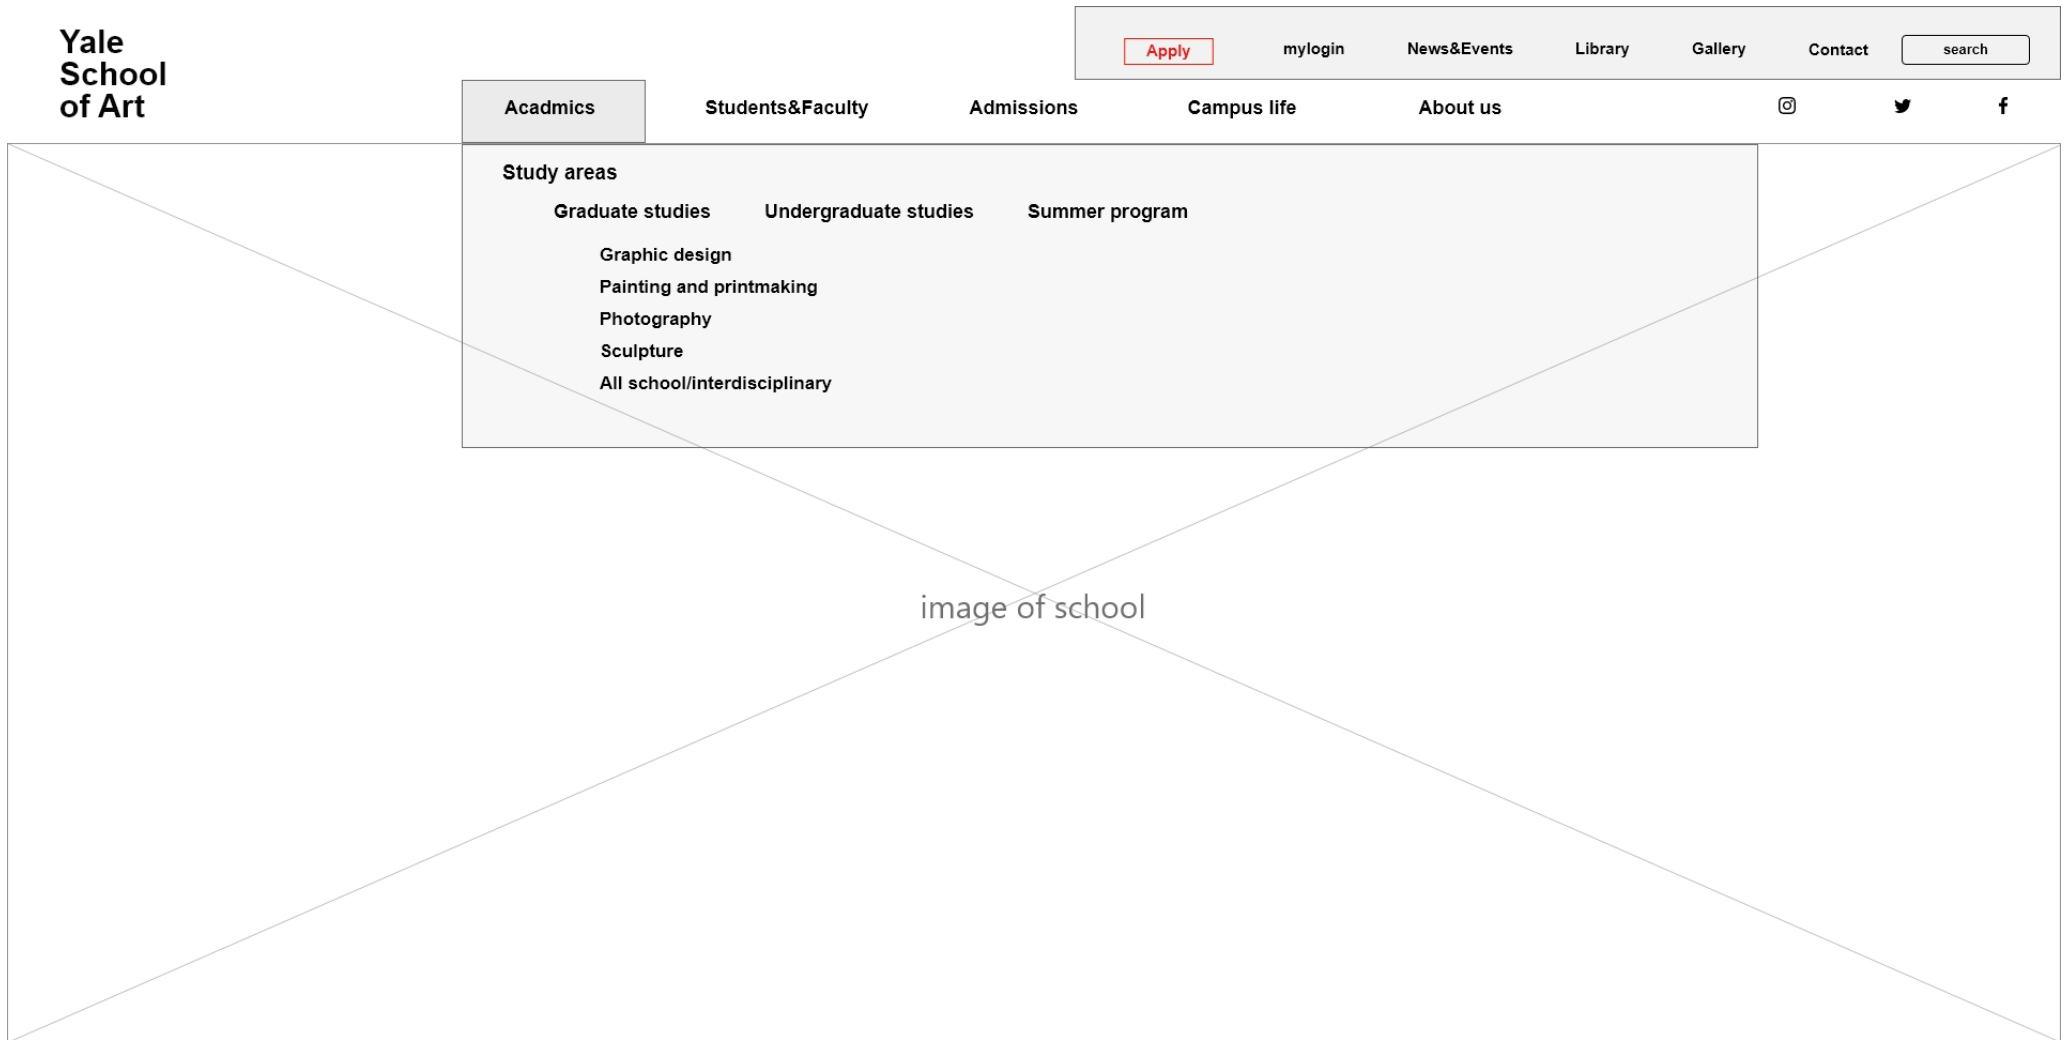 Yale
School
of Art
Apply mylogin News&Events Library Gallery Contact search
Acadmics Students&Faculty Admissions Campus life About us
Study areas
Graduate studies Undergraduate studies Summer program
Graphic design
Painting and printmaking
Photography
Sculpture
All school/interdisciplinary
image of school